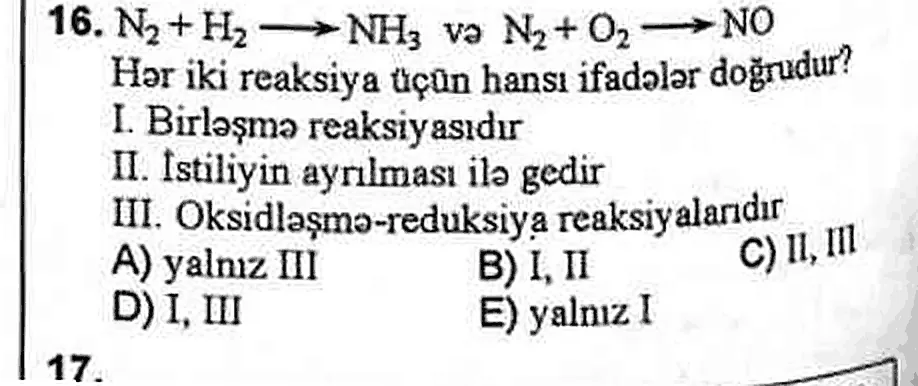 16. N₂ + H₂ ⟶ NH₃ və N₂ + O₂ ⟶ NO
Hər iki reaksiya üçün hansı ifadələr doğrudur?
I. Birləşmə reaksiyasıdır
II. İstiliyin ayrılması ilə gedir
III. Oksidləşmə-reduksiya reaksiyalarıdır
A) yalnız III B) I, II C) II, III
D) I, III E) yalnız I
17.